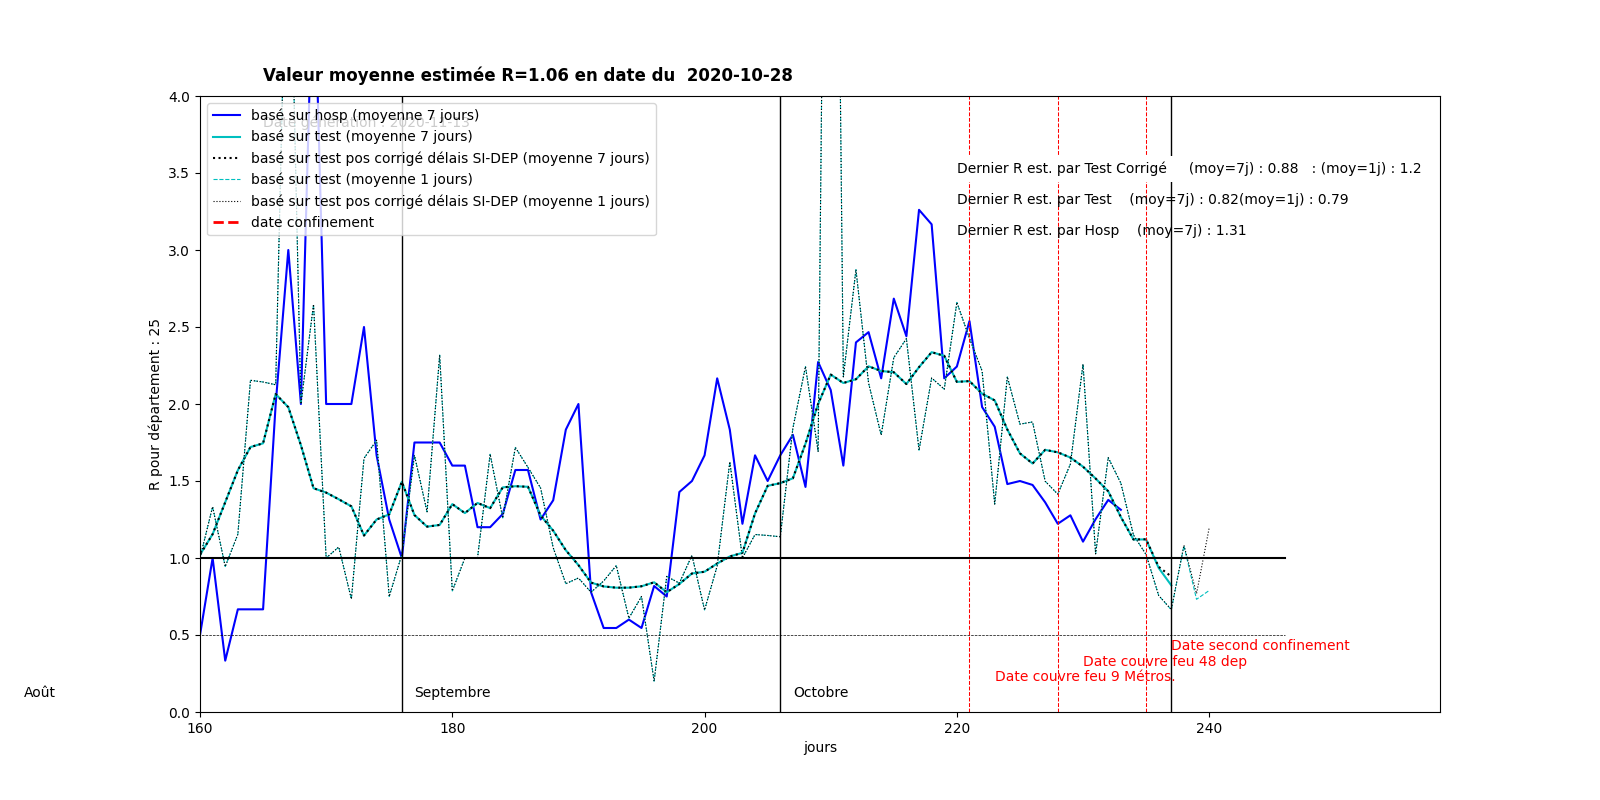 Valeur moyenne estimée R=1.06 en date du  2020-10-28
4.0
3.5
3.0
2.5
2.0
1.5
1.0
0.5
0.0
R pour département : 25
basé sur hosp (moyenne 7 jours)
Date génération : 2020-11-13
basé sur test (moyenne 7 jours)
basé sur test pos corrigé délais SI-DEP (moyenne 7 jours)
basé sur test (moyenne 1 jours)
basé sur test pos corrigé délais SI-DEP (moyenne 1 jours)
date confinement
Dernier R est. par Test Corrigé     (moy=7j) : 0.88   : (moy=1j) : 1.2
Dernier R est. par Test    (moy=7j) : 0.82(moy=1j) : 0.79
Dernier R est. par Hosp    (moy=7j) : 1.31
Date second confinement
Date couvre feu 48 dep
Date couvre feu 9 Métros.
Août
Septembre
Octobre
160
180
200
220
240
jours